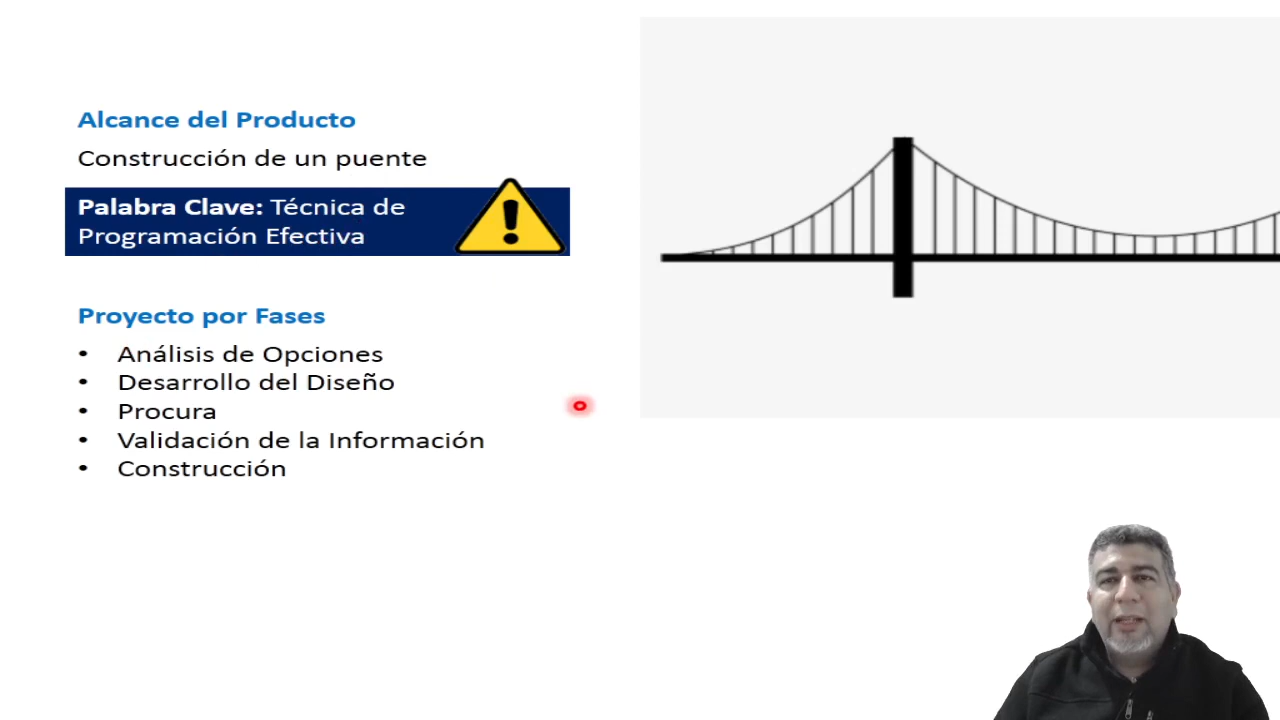 Alcance del Producto
Construcción de un puente
Palabra Clave: Técnica de
Programación Efectiva
Proyecto por Fases
• Análisis de Opciones
• Desarrollo del Diseño
• Procura
• Validación de la Información
• Construcción